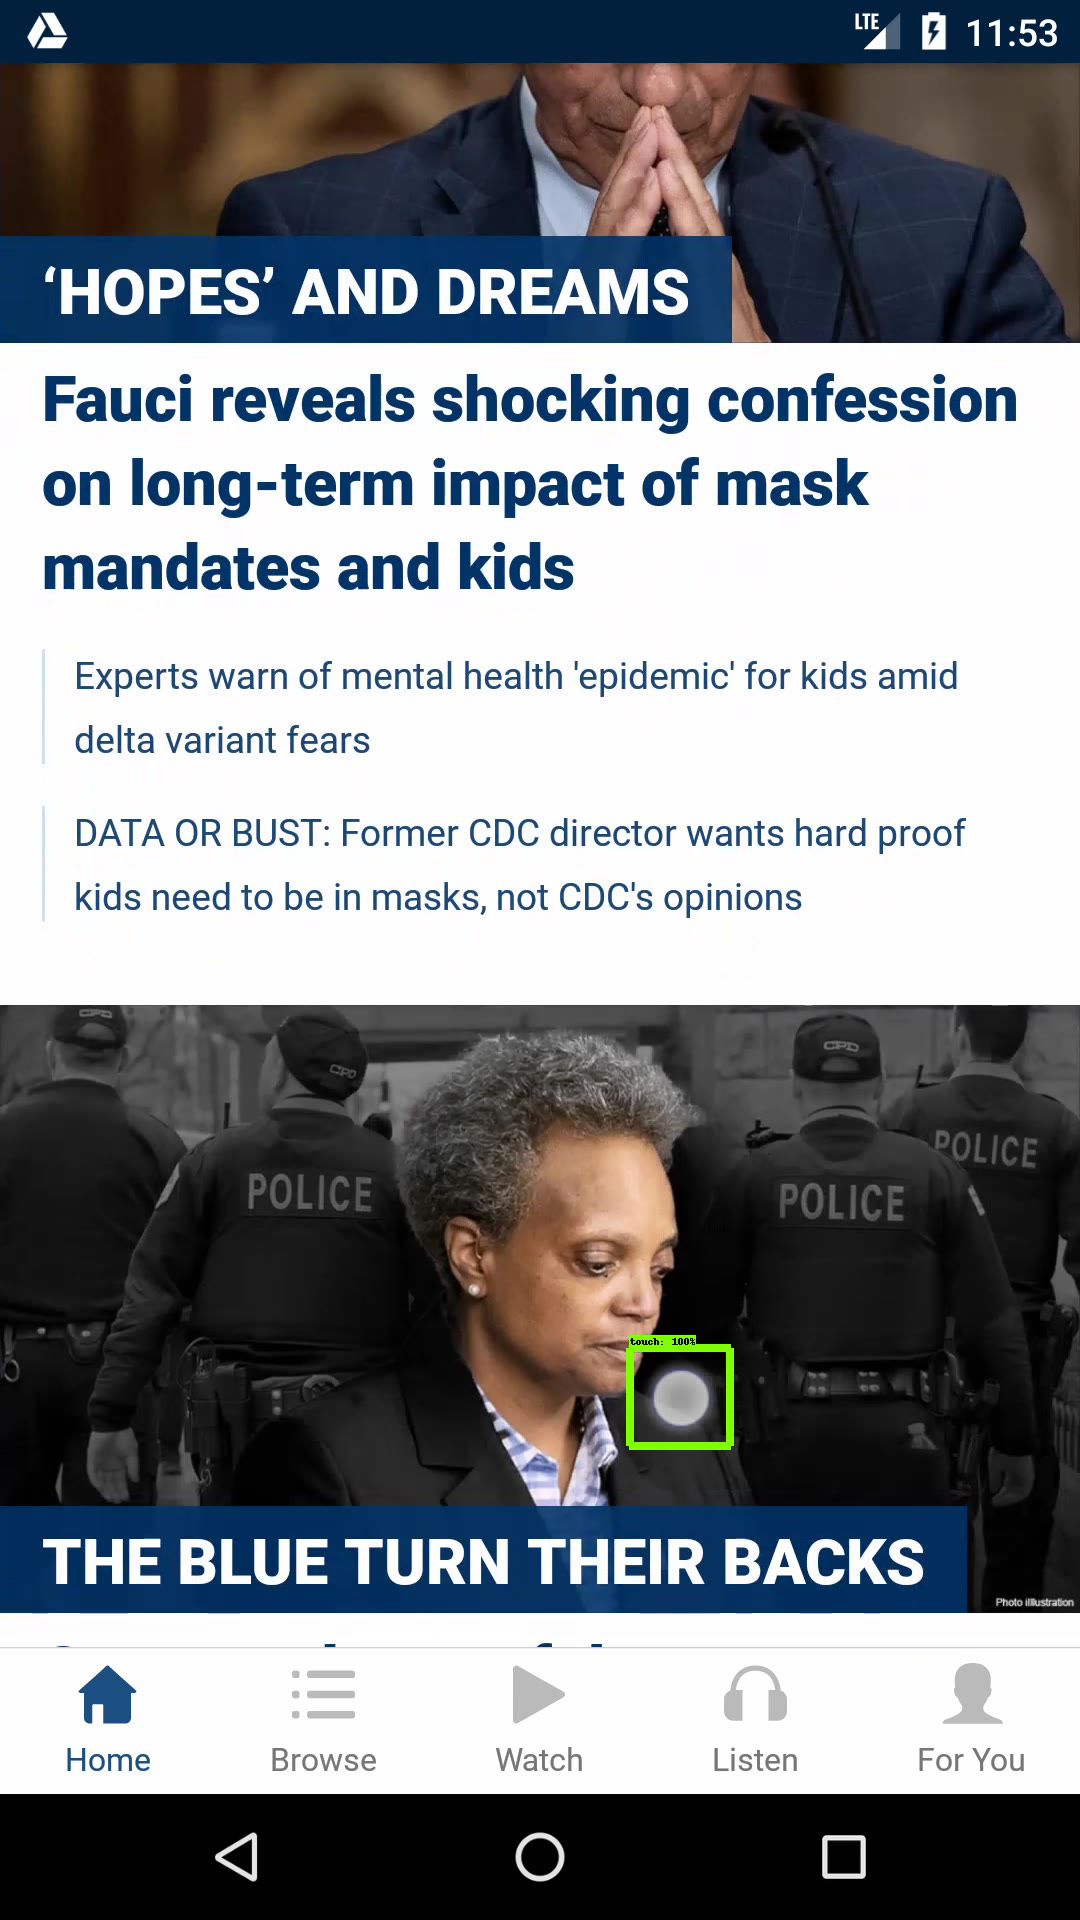 LTE 11:53
‘HOPES’ AND DREAMS
Fauci reveals shocking confession
on long-term impact of mask
mandates and kids
Experts warn of mental health 'epidemic' for kids amid
delta variant fears
DATA OR BUST: Former CDC director wants hard proof
kids need to be in masks, not CDC's opinions
CPD
CPD
CPD
POLICE
POLICE
POLICE
touch: 100%
THE BLUE TURN THEIR BACKS
Photo illustration
Home
Browse
Watch
Listen
For You